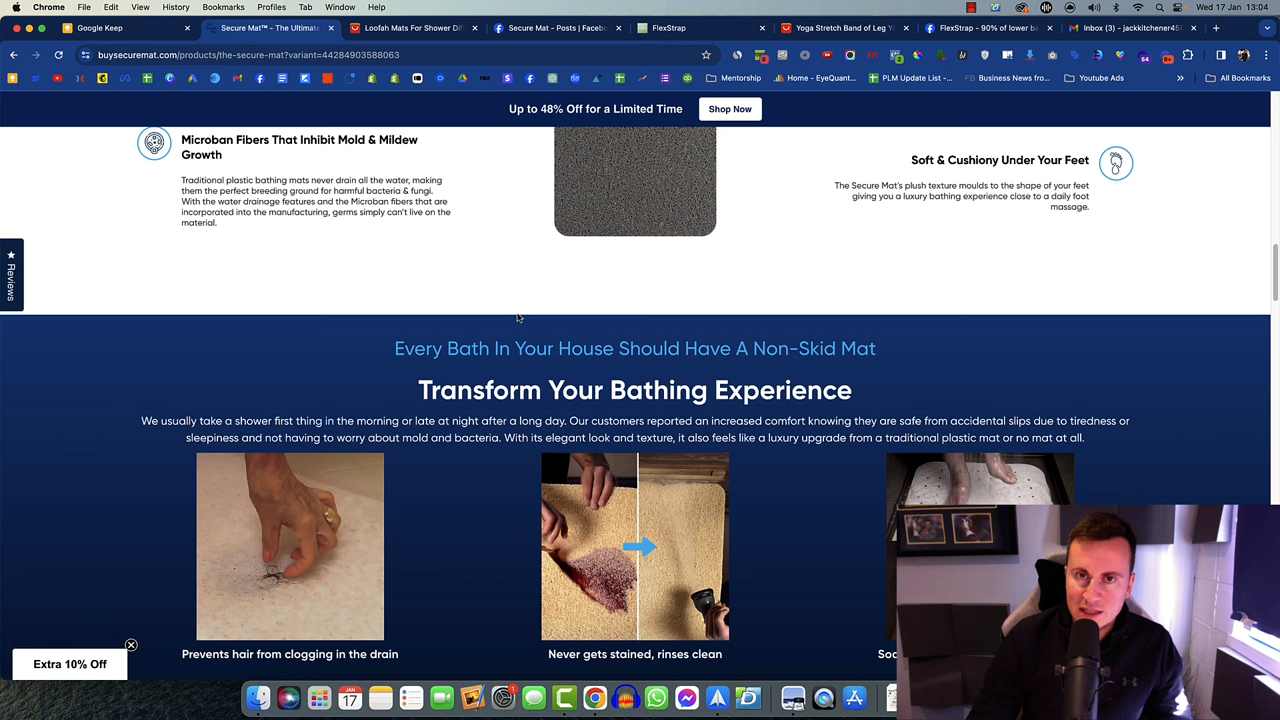 Chrome File Edit View History Bookmarks Profiles Tab Window Help
Wed 17 Jan 13:04
Google Keep
Secure Mat™ - The Ultimate
Loofah Mats For Shower Dif
Secure Mat - Posts | Facebo
FlexStrap
Yoga Stretch Band of Leg Yo
FlexStrap - 90% of lower ba
Inbox (3) - jackkitchener45
buysecuremat.com/products/the-secure-mat?variant=44284903588063
Mentorship
Home - EyeQuant...
PLM Update List -...
Business News fro...
Youtube Ads
All Bookmarks
Up to 48% Off for a Limited Time
Shop Now
Microban Fibers That Inhibit Mold & Mildew
Growth
Traditional plastic bathing mats never drain all the water, making
them the perfect breeding ground for harmful bacteria & fungi.
With the water drainage features and the Microban fibers that are
incorporated into the manufacturing, germs simply can't live on the
material.
Soft & Cushiony Under Your Feet
The Secure Mat's plush texture moulds to the shape of your feet
giving you a luxury bathing experience close to a daily foot
massage.
★ Reviews
Every Bath In Your House Should Have A Non-Skid Mat
Transform Your Bathing Experience
We usually take a shower first thing in the morning or late at night after a long day. Our customers reported an increased comfort knowing they are safe from accidental slips due to tiredness or
sleepiness and not having to worry about mold and bacteria. With its elegant look and texture, it also feels like a luxury upgrade from a traditional plastic mat or no mat at all.
Prevents hair from clogging in the drain
Never gets stained, rinses clean
Soa
Extra 10% Off
JAN
17